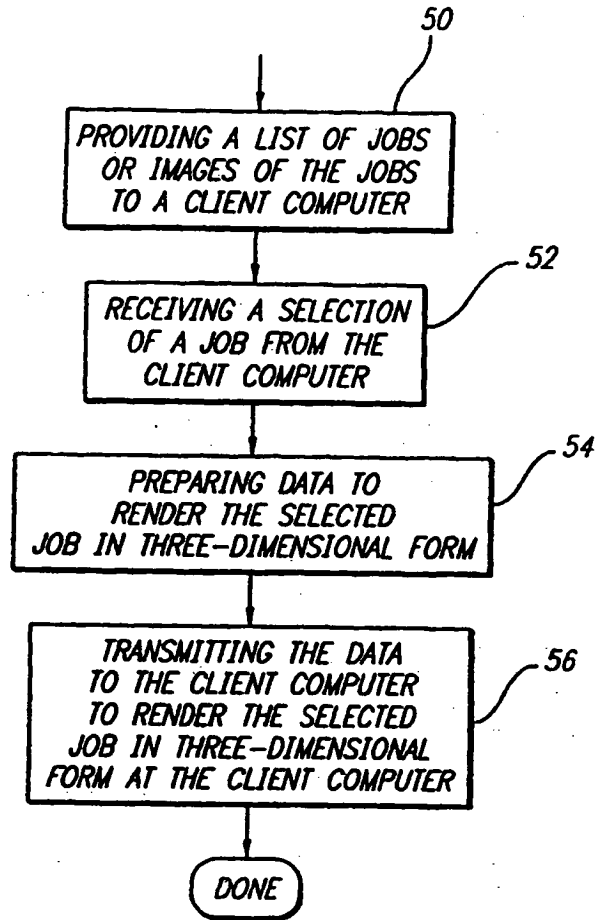 50
PROVIDING A LIST OF JOBS
OR IMAGES OF THE JOBS
TO A CLIENT COMPUTER
52
RECEIVING A SELECTION
OF A JOB FROM THE
CLIENT COMPUTER
54
PREPARING DATA TO
RENDER THE SELECTED
JOB IN THREE-DIMENSIONAL FORM
56
TRANSMITTING THE DATA
TO THE CLIENT COMPUTER
TO RENDER THE SELECTED
JOB IN THREE-DIMENSIONAL
FORM AT THE CLIENT COMPUTER
DONE